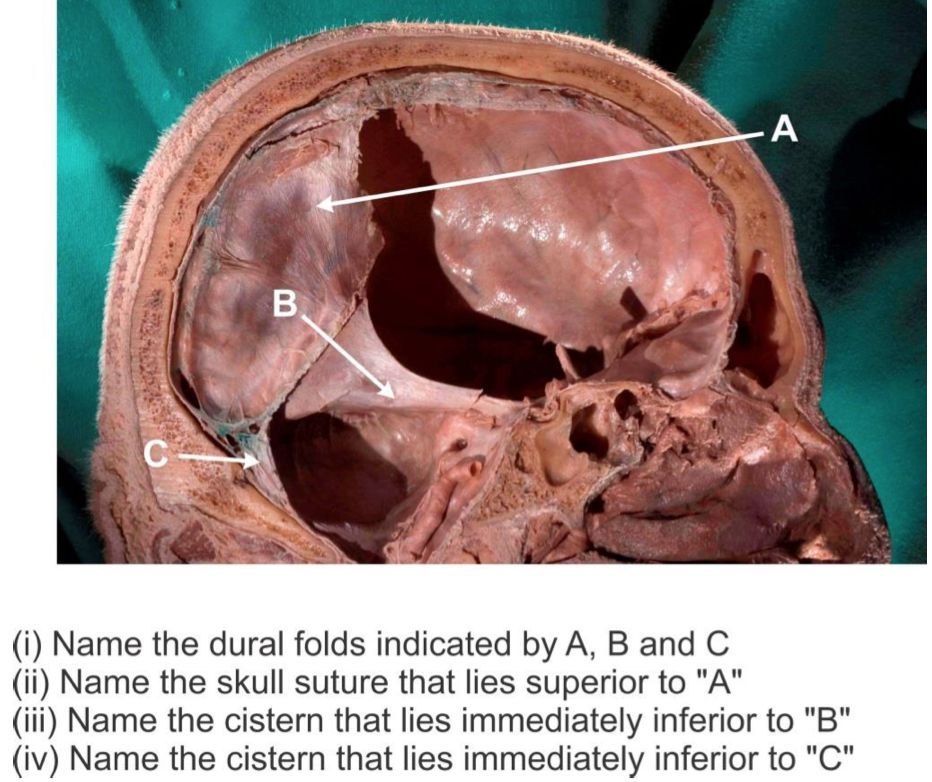 A
B
C
(i) Name the dural folds indicated by A, B and C
(ii) Name the skull suture that lies superior to "A"
(iii) Name the cistern that lies immediately inferior to "B"
(iv) Name the cistern that lies immediately inferior to "C"